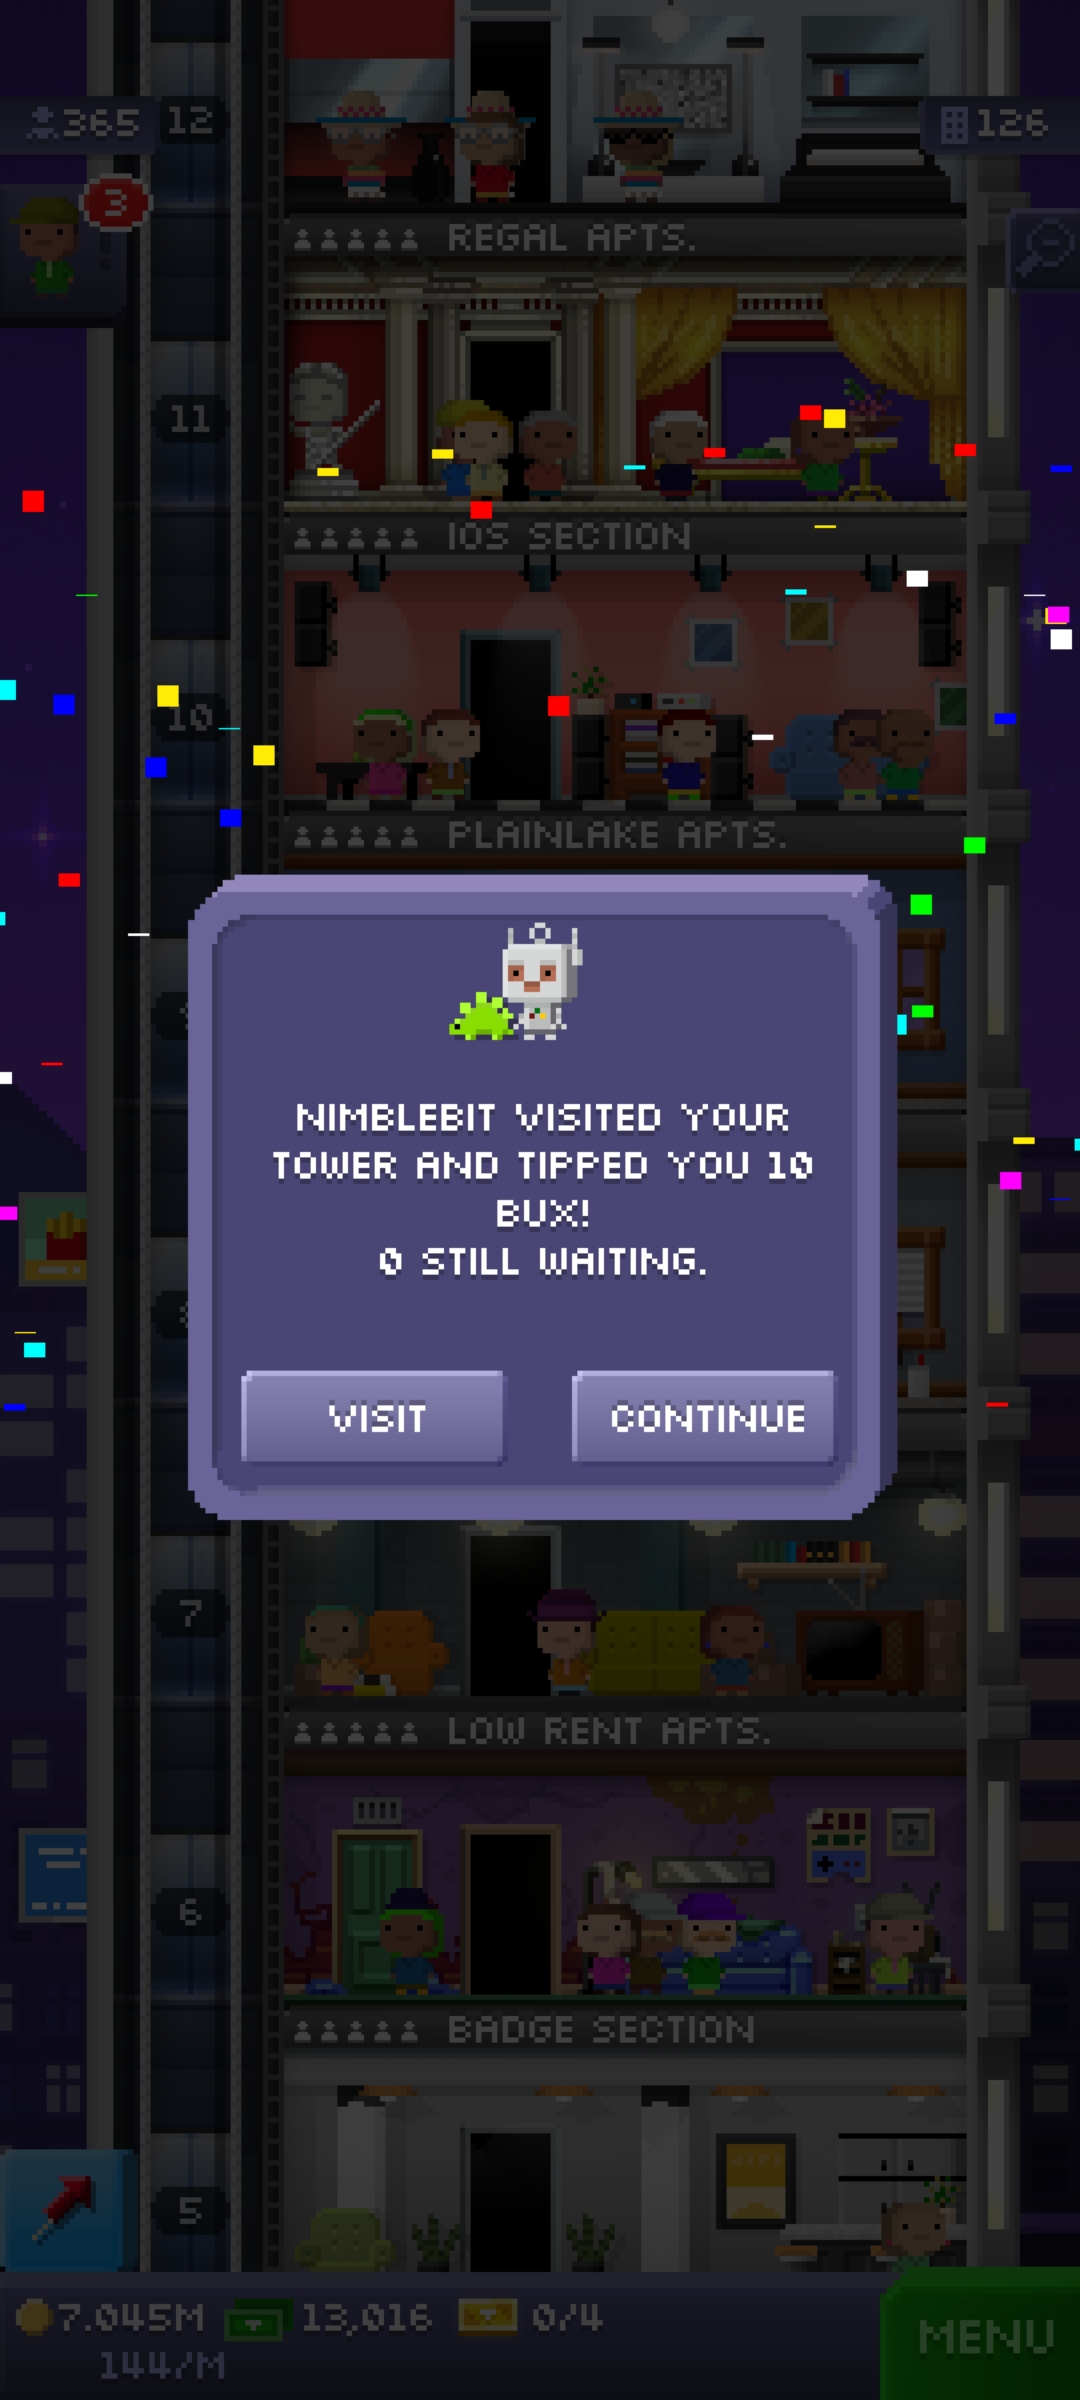 365
12
126
3
REGAL APTS.
11
IOS SECTION
10
PLAINLAKE APTS.
NIMBLEBIT VISITED YOUR
TOWER AND TIPPED YOU 10
BUX!
0 STILL WAITING.
VISIT
CONTINUE
7
LOW RENT APTS.
6
BADGE SECTION
5
7.045M
13,016
0/4
144/M
MENU